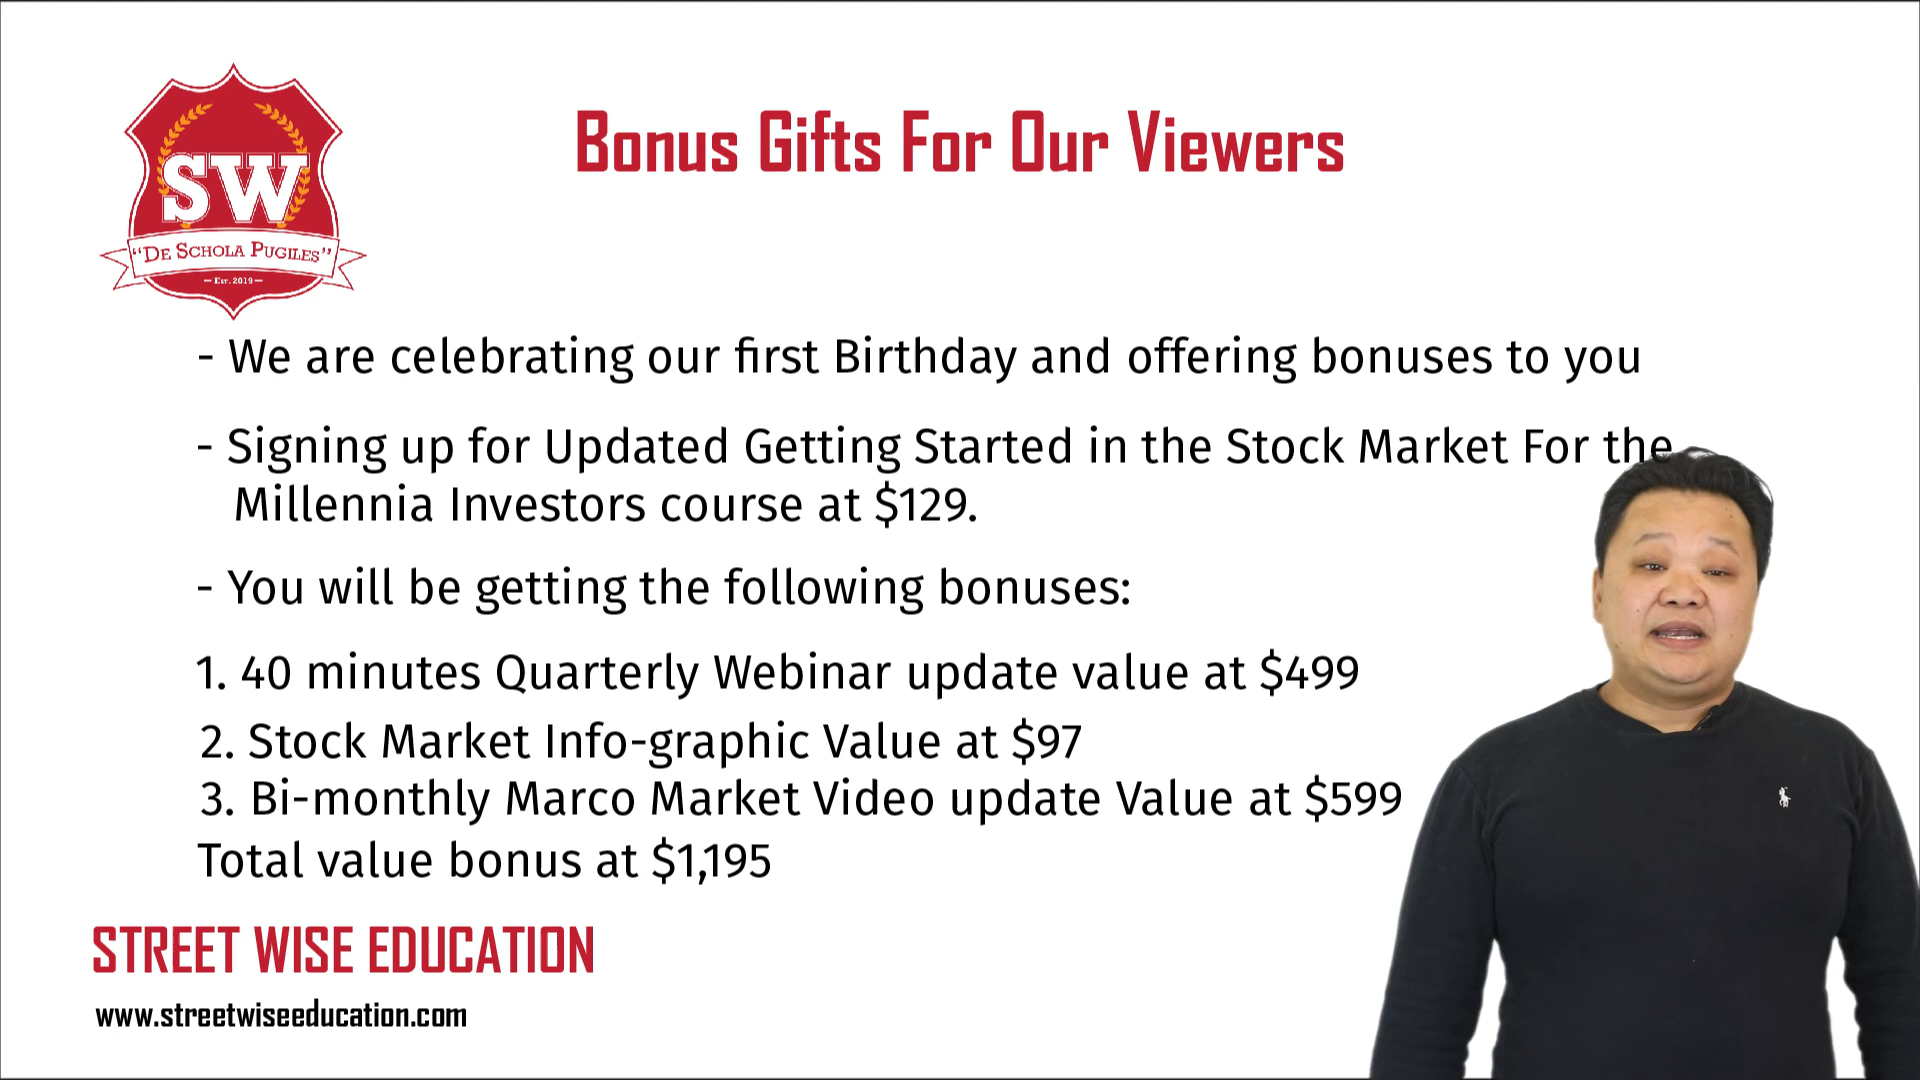 SW
"DE SCHOLA PUGILES"
— EST. 2019 —
Bonus Gifts For Our Viewers
- We are celebrating our first Birthday and offering bonuses to you
- Signing up for Updated Getting Started in the Stock Market For the
Millennia Investors course at $129.
- You will be getting the following bonuses:
1. 40 minutes Quarterly Webinar update value at $499
2. Stock Market Info-graphic Value at $97
3. Bi-monthly Marco Market Video update Value at $599
Total value bonus at $1,195
STREET WISE EDUCATION
www.streetwiseeducation.com